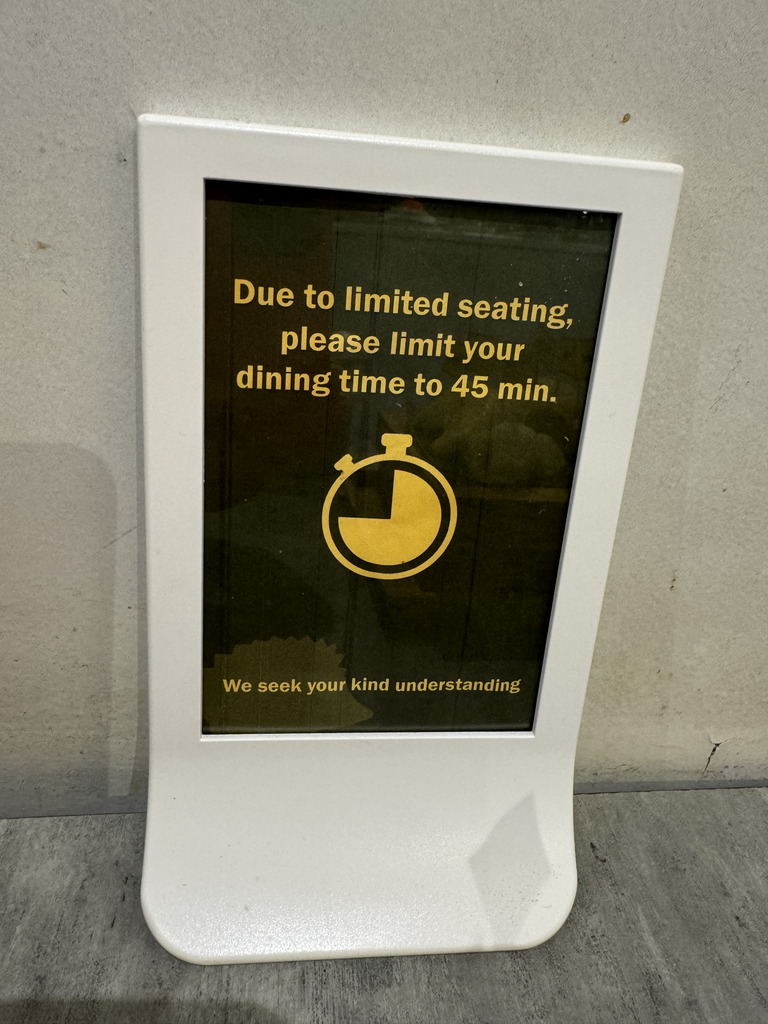 Due to limited seating,
please limit your
dining time to 45 min.
We seek your kind understanding